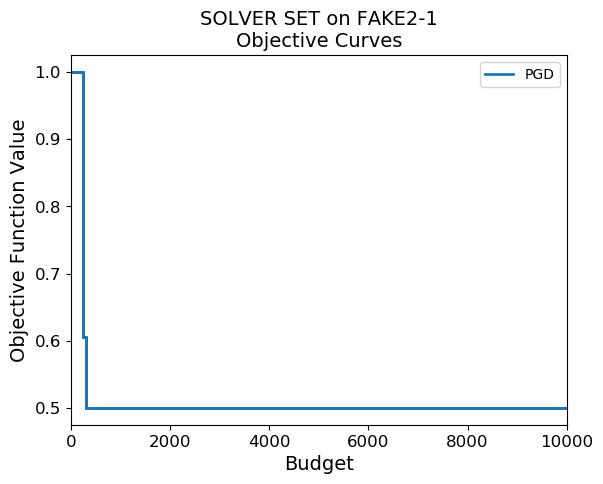 SOLVER SET on FAKE2-1
Objective Curves
PGD
Objective Function Value
1.0
0.9
0.8
0.7
0.6
0.5
0 2000 4000 6000 8000 10000
Budget